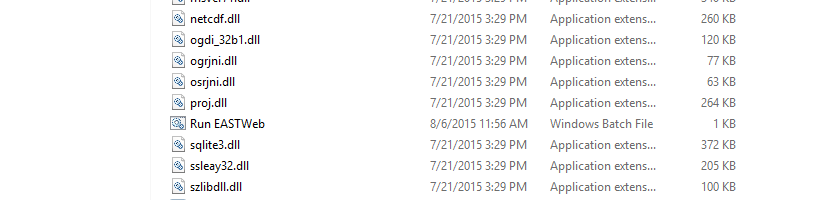 netcdf.dll 7/21/2015 3:29 PM Application extens... 260 KB
ogdi_32b1.dll 7/21/2015 3:29 PM Application extens... 120 KB
ogrjni.dll 7/21/2015 3:29 PM Application extens... 77 KB
osrjni.dll 7/21/2015 3:29 PM Application extens... 63 KB
proj.dll 7/21/2015 3:29 PM Application extens... 264 KB
Run EASTWeb 8/6/2015 11:56 AM Windows Batch File 1 KB
sqlite3.dll 7/21/2015 3:29 PM Application extens... 372 KB
ssleay32.dll 7/21/2015 3:29 PM Application extens... 205 KB
szlibdll.dll 7/21/2015 3:29 PM Application extens... 100 KB